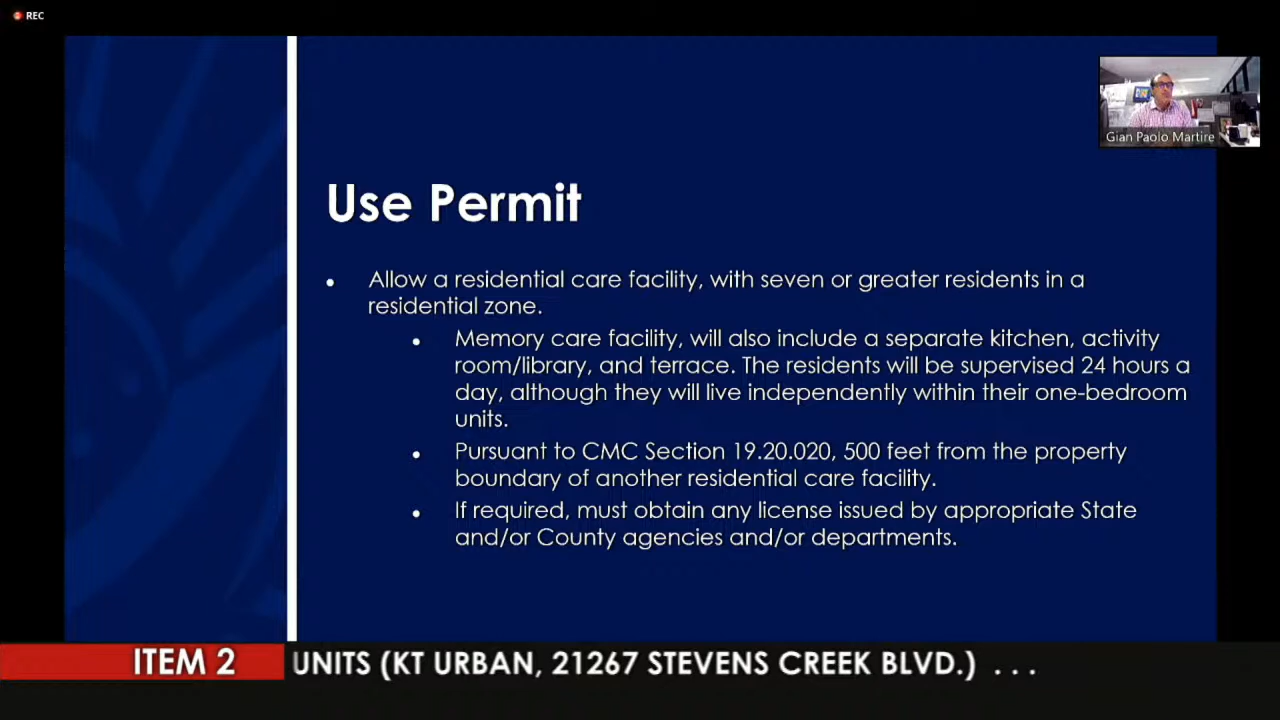 REC
Gian Paolo Martire
Use Permit
• Allow a residential care facility, with seven or greater residents in a
residential zone.
• Memory care facility, will also include a separate kitchen, activity
room/library, and terrace. The residents will be supervised 24 hours a
day, although they will live independently within their one-bedroom
units.
• Pursuant to CMC Section 19.20.020, 500 feet from the property
boundary of another residential care facility.
• If required, must obtain any license issued by appropriate State
and/or County agencies and/or departments.
ITEM 2 UNITS (KT URBAN, 21267 STEVENS CREEK BLVD.) . . .